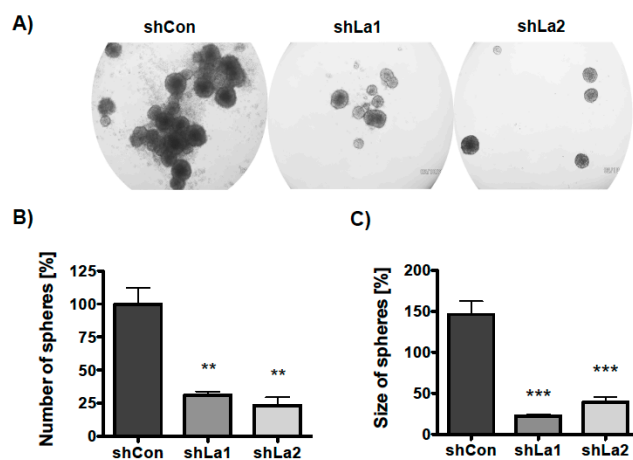 A)
shCon
shLa1
shLa2
B)
Number of spheres [%]
125
100
75
50
25
0
**
**
shCon
shLa1
shLa2
C)
Size of spheres [%]
200
150
100
50
0
***
***
shCon
shLa1
shLa2